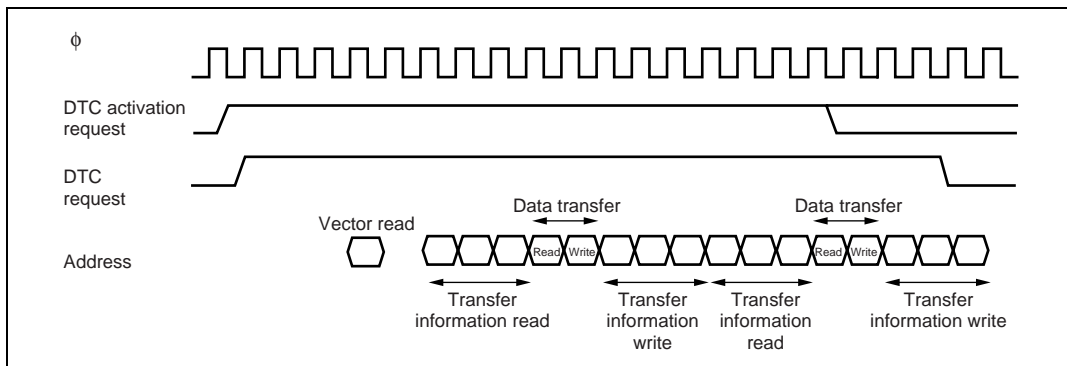 ϕ
DTC activation
request
DTC
request
Data transfer
Data transfer
Vector read
Read
Write
Read
Write
Address
Transfer
information read
Transfer
information
write
Transfer
information
read
Transfer
information write